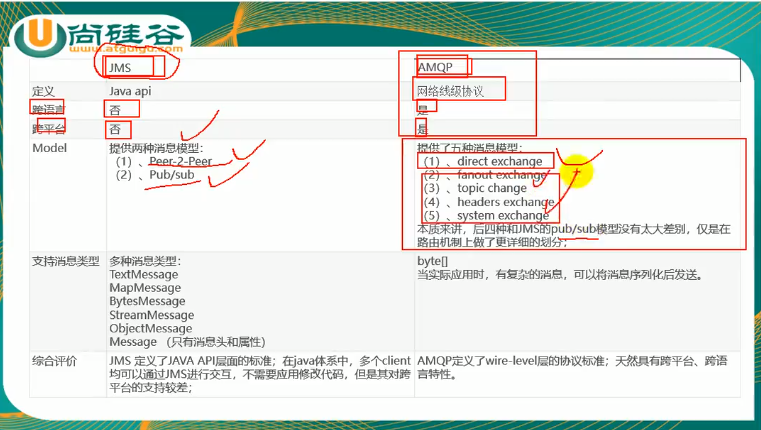 尚硅谷
www.atguigu.com
JMS AMQP
定义 Java api 网络线级协议
跨语言 否 是
跨平台 否 是
Model 提供两种消息模型: 提供了五种消息模型:
(1)、Peer-2-Peer (1)、direct exchange
(2)、Pub/sub (2)、fanout exchange
(3)、topic change
(4)、headers exchange
(5)、system exchange
本质来讲,后四种和JMS的pub/sub模型没有太大差别,仅是在
路由机制上做了更详细的划分;
支持消息类型 多种消息类型: byte[]
TextMessage 当实际应用时,有复杂的消息,可以将消息序列化后发送。
MapMessage
BytesMessage
StreamMessage
ObjectMessage
Message (只有消息头和属性)
综合评价 JMS 定义了JAVA API层面的标准;在java体系中,多个client AMQP定义了wire-level层的协议标准;天然具有跨平台、跨语
均可以通过JMS进行交互,不需要应用修改代码,但是其对跨 言特性。
平台的支持较差;